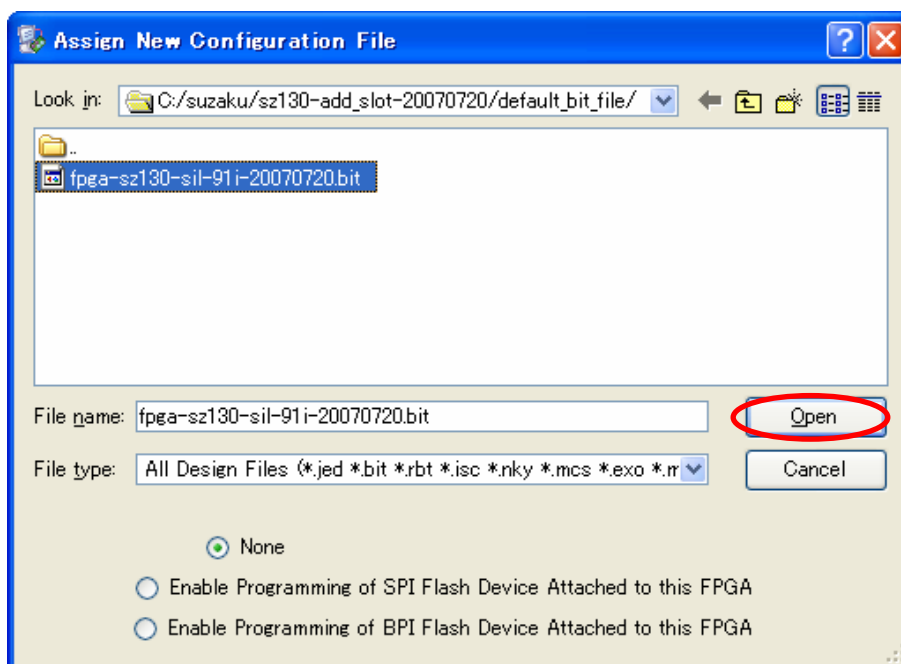 Assign New Configuration File
Look in: C:/suzaku/sz130-add_slot-20070720/default_bit_file/
..
fpga-sz130-sil-91i-20070720.bit
File name: fpga-sz130-sil-91i-20070720.bit Open
File type: All Design Files (*.jed *.bit *.rbt *.isc *.nky *.mcs *.exo *.m Cancel
None
Enable Programming of SPI Flash Device Attached to this FPGA
Enable Programming of BPI Flash Device Attached to this FPGA